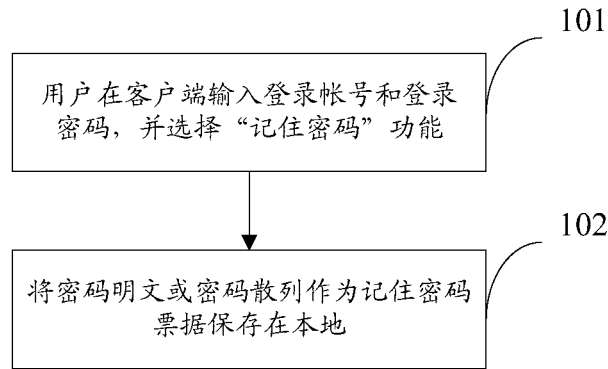 101
用户在客户端输入登录帐号和登录
密码，并选择“记住密码”功能
102
将密码明文或密码散列作为记住密码
票据保存在本地